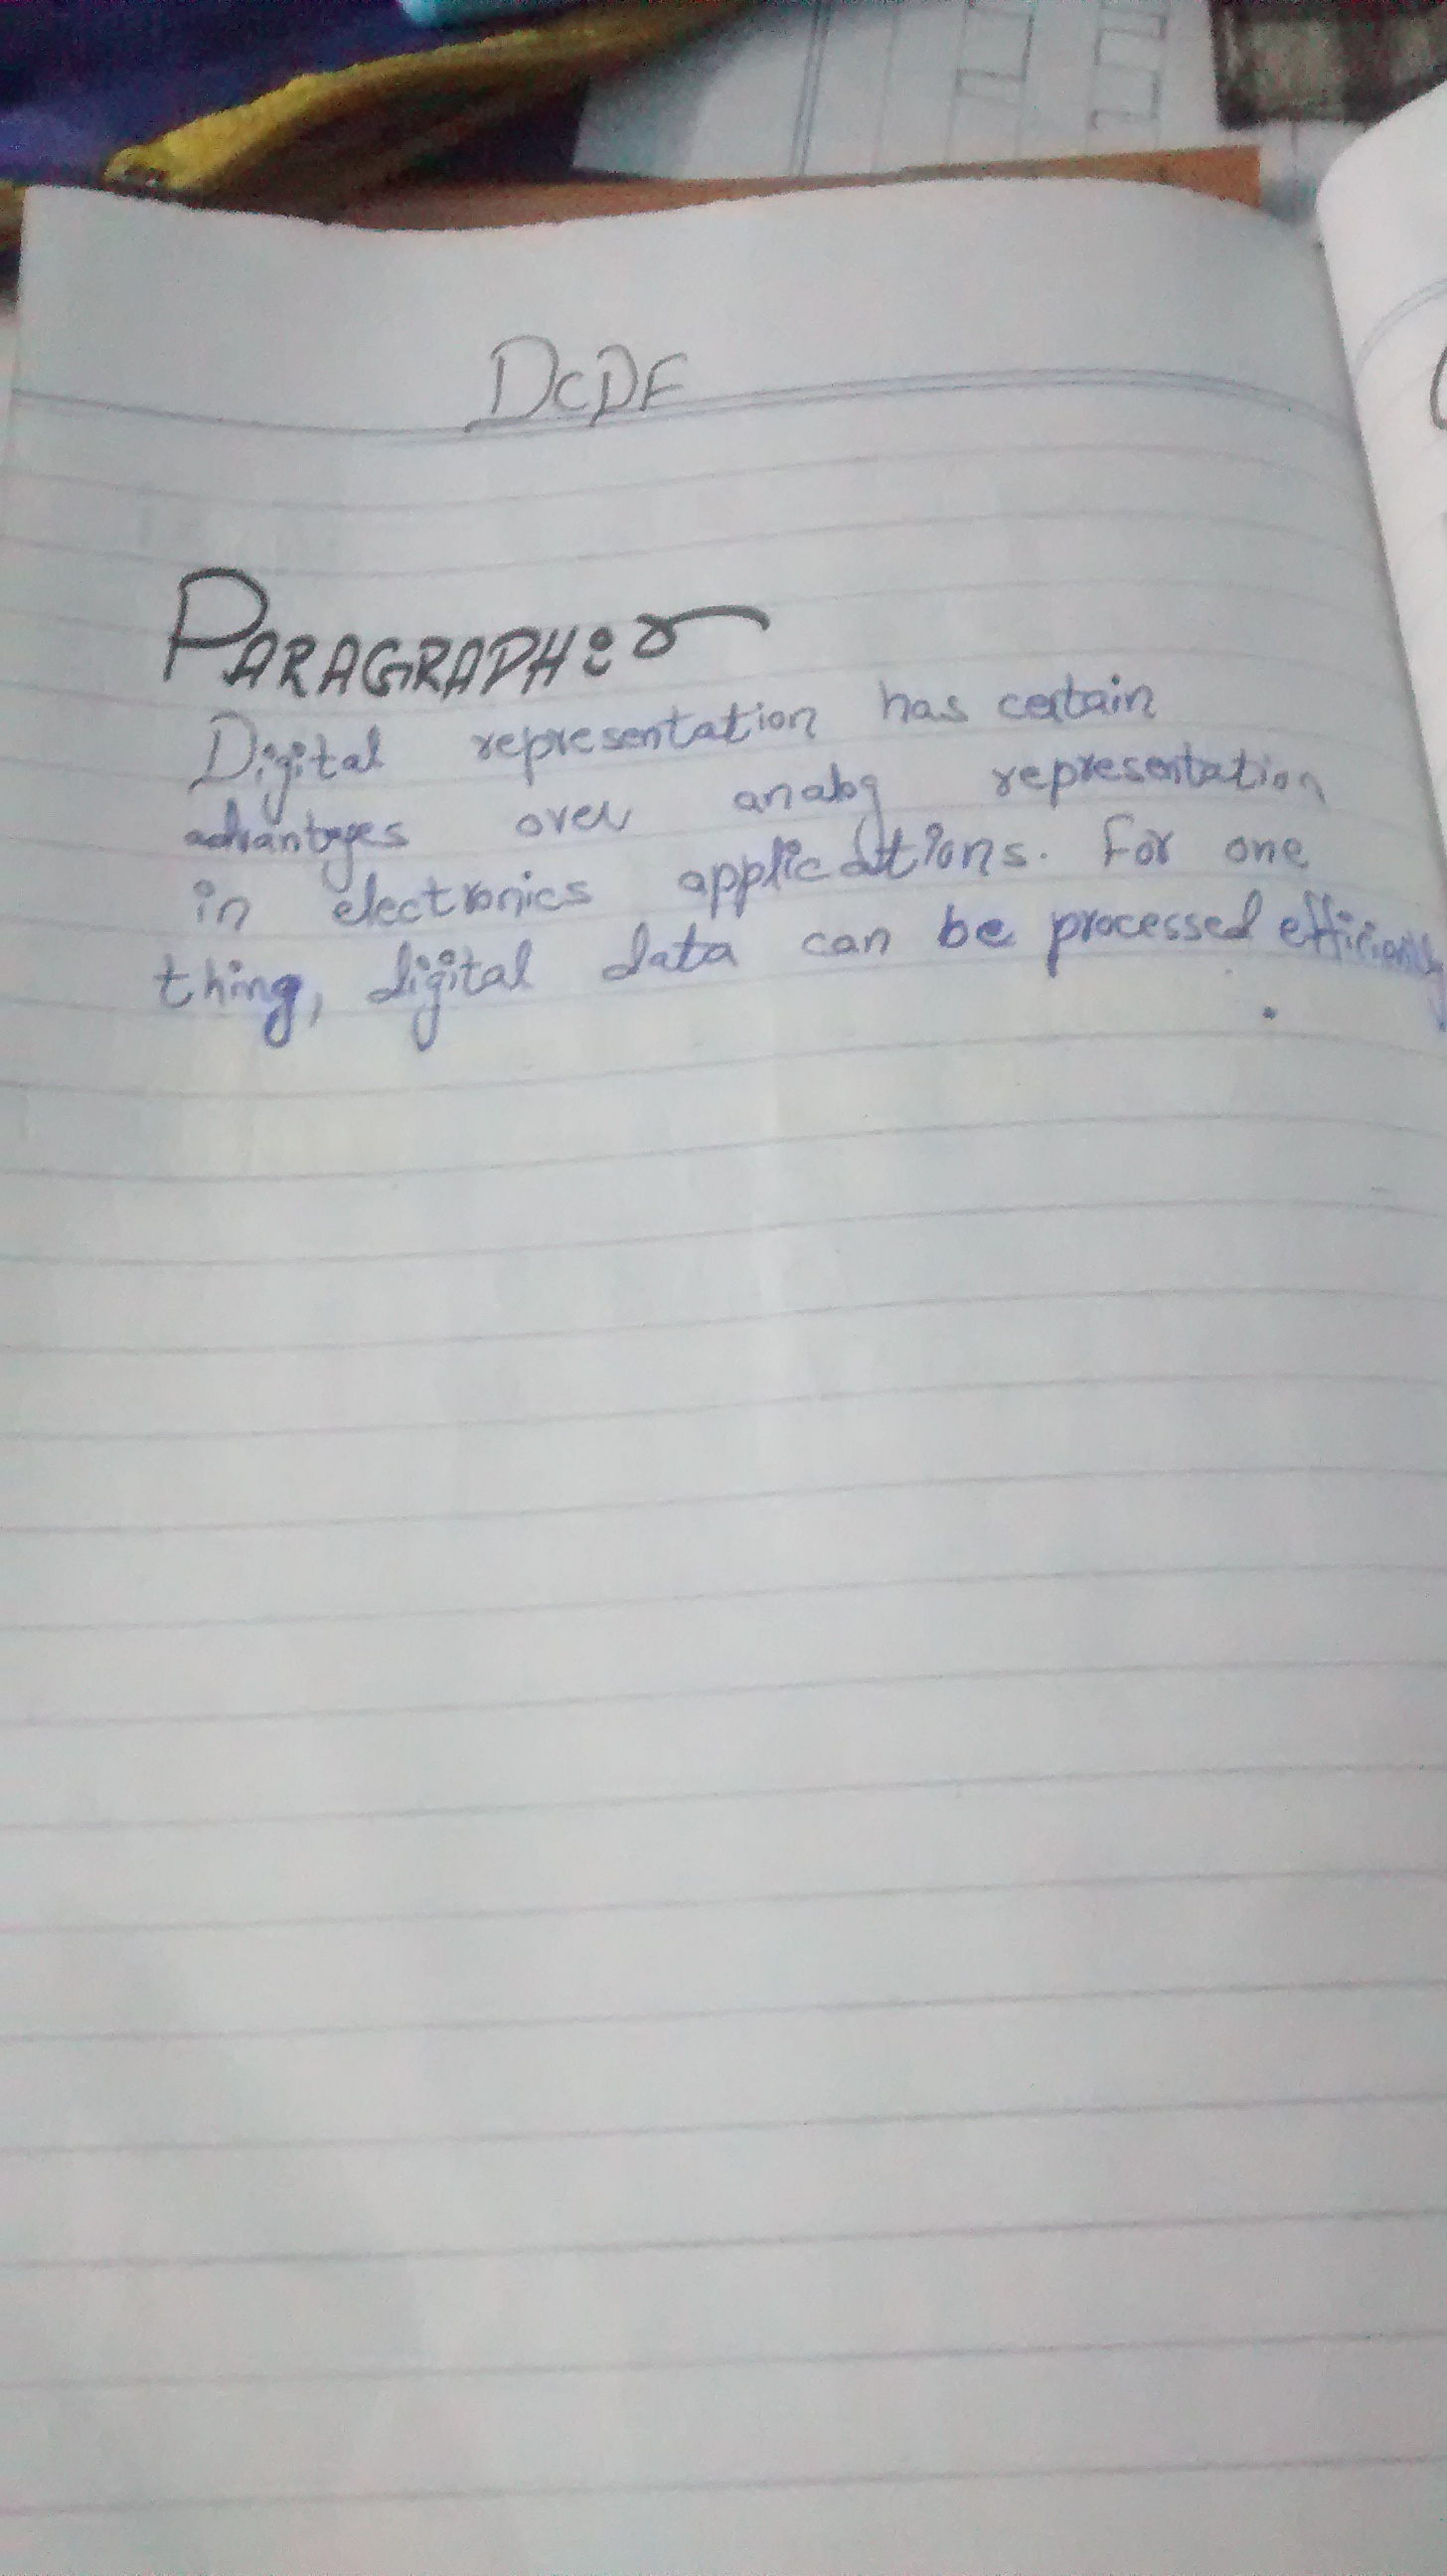 DCDF
PARAGRAPH:
Digital representation has certain
advantages over analog representation
in electronics applications. For one
thing, digital data can be processed efficiently
.